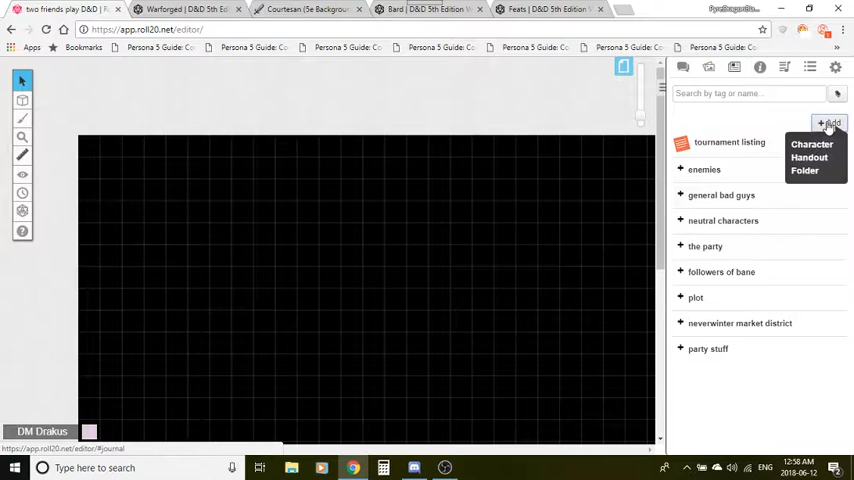 two friends play D&D | R
Warforged | D&D 5th Ed
Courtesan (5e Backgroun
Bard | D&D 5th Edition W
Feats | D&D 5th Edition W
https://app.roll20.net/editor/
Apps
Bookmarks
Persona 5 Guide: Co
Persona 5 Guide: Co
Persona 5 Guide: Co
Persona 5 Guide: Co
Persona 5 Guide: Co
Persona 5 Guide: Co
Search by tag or name...
+ Add
tournament listing
Character
Handout
Folder
+ enemies
+ general bad guys
+ neutral characters
+ the party
+ followers of bane
+ plot
+ neverwinter market district
+ party stuff
DM Drakus
https://app.roll20.net/editor/#journal
Type here to search
ENG
12:58 AM
2018-06-12
2